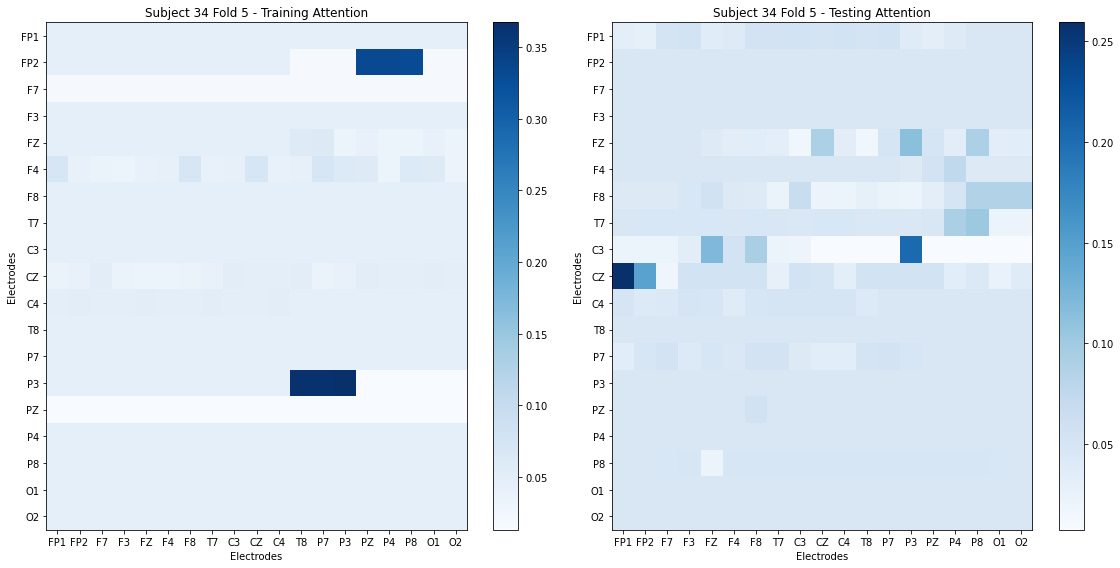 Subject 34 Fold 5 - Training Attention
Electrodes
FP1
FP2
F7
F3
FZ
F4
F8
T7
C3
CZ
C4
T8
P7
P3
PZ
P4
P8
O1
O2
FP1 FP2 F7 F3 FZ F4 F8 T7 C3 CZ C4 T8 P7 P3 PZ P4 P8 O1 O2
Electrodes
0.35
0.30
0.25
0.20
0.15
0.10
0.05
Subject 34 Fold 5 - Testing Attention
Electrodes
FP1
FP2
F7
F3
FZ
F4
F8
T7
C3
CZ
C4
T8
P7
P3
PZ
P4
P8
O1
O2
FP1 FP2 F7 F3 FZ F4 F8 T7 C3 CZ C4 T8 P7 P3 PZ P4 P8 O1 O2
Electrodes
0.25
0.20
0.15
0.10
0.05